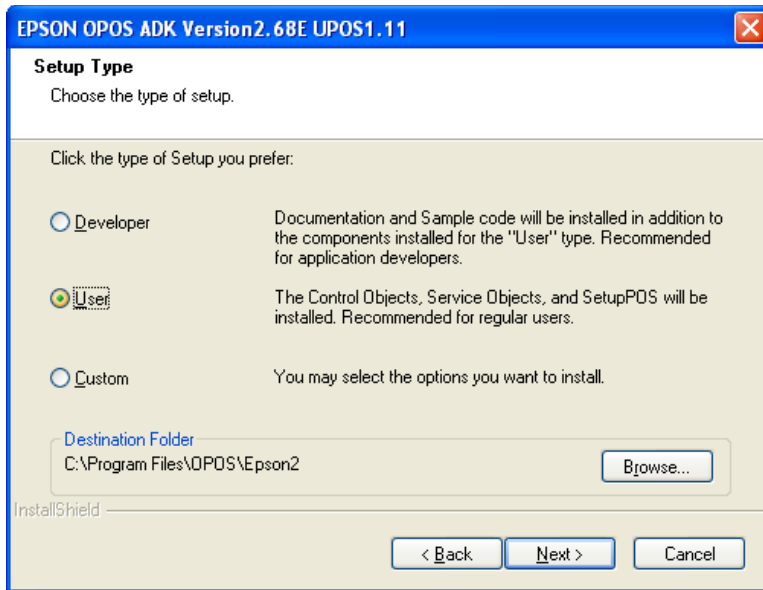 EPSON OPOS ADK Version2.68E UPOS1.11
Setup Type
Choose the type of setup.
Click the type of Setup you prefer:
Developer
Documentation and Sample code will be installed in addition to
the components installed for the "User" type. Recommended
for application developers.
User
The Control Objects, Service Objects, and SetupPOS will be
installed. Recommended for regular users.
Custom
You may select the options you want to install.
Destination Folder
C:\Program Files\OPOS\Epson2
Browse...
InstallShield
< Back
Next >
Cancel